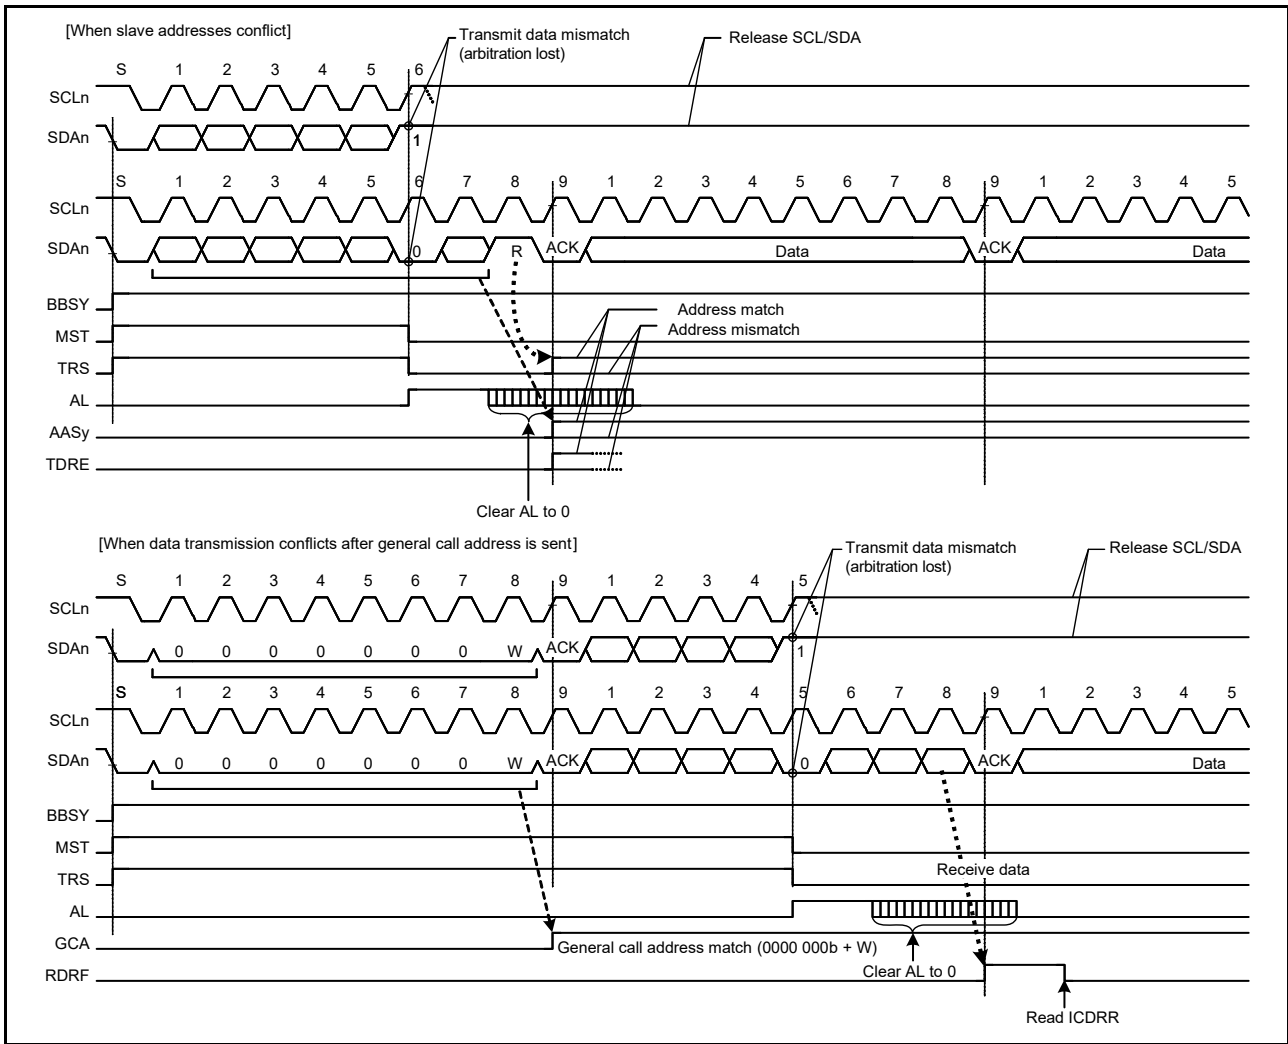 [When slave addresses conflict]
Transmit data mismatch
(arbitration lost)
Release SCL/SDA
S 1 2 3 4 5 6
SCLn
SDAn
1
S 1 2 3 4 5 6 7 8 9 1 2 3 4 5 6 7 8 9 1 2 3 4 5
SCLn
SDAn 0 R ACK Data ACK Data
BBSY
Address match
MST
Address mismatch
TRS
AL
AASy
TDRE
Clear AL to 0
[When data transmission conflicts after general call address is sent]
Transmit data mismatch
(arbitration lost)
Release SCL/SDA
S 1 2 3 4 5 6 7 8 9 1 2 3 4 5
SCLn
SDAn 0 0 0 0 0 0 0 W ACK 1
S 1 2 3 4 5 6 7 8 9 1 2 3 4 5 6 7 8 9 1 2 3 4 5
SCLn
SDAn 0 0 0 0 0 0 0 W ACK 0 ACK Data
BBSY
MST
TRS
Receive data
AL
GCA
General call address match (0000 000b + W)
Clear AL to 0
RDRF
Read ICDRR